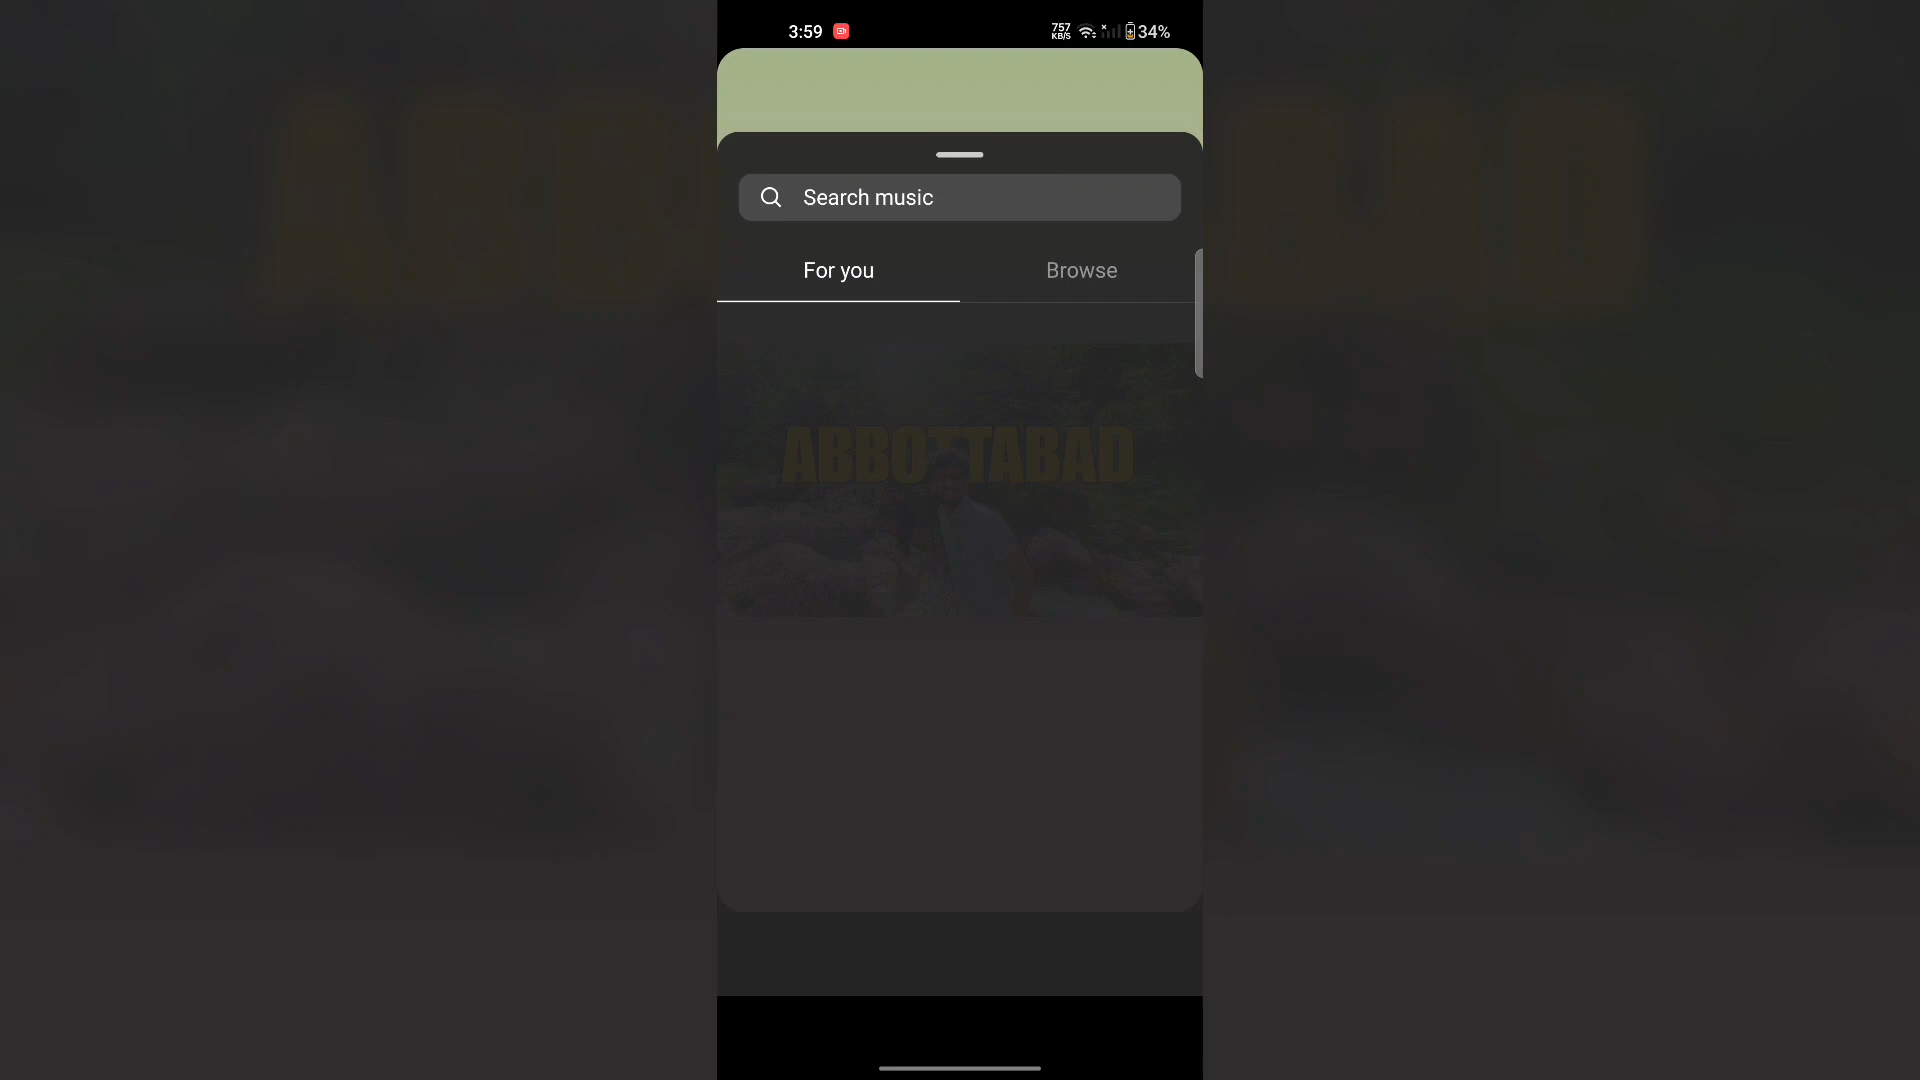 3:59
757
KB/S
34%
Search music
For you
Browse
ABBOTTABAD